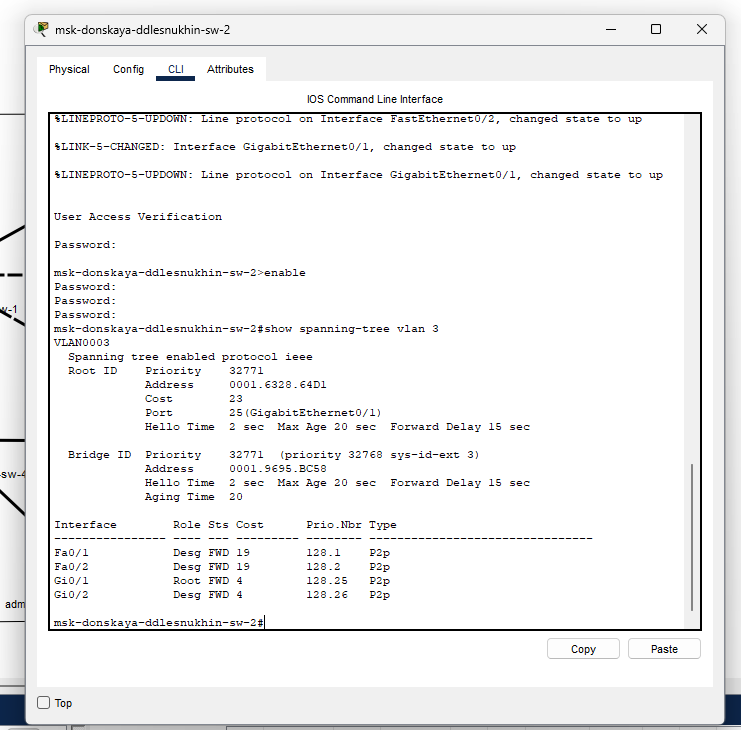 msk-donskaya-ddlesnukhin-sw-2
Physical Config CLI Attributes
IOS Command Line Interface
%LINEPROTO-5-UPDOWN: Line protocol on Interface FastEthernet0/2, changed state to up
%LINK-5-CHANGED: Interface GigabitEthernet0/1, changed state to up
%LINEPROTO-5-UPDOWN: Line protocol on Interface GigabitEthernet0/1, changed state to up
User Access Verification
Password:
msk-donskaya-ddlesnukhin-sw-2>enable
Password:
Password:
Password:
msk-donskaya-ddlesnukhin-sw-2#show spanning-tree vlan 3
VLAN0003
Spanning tree enabled protocol ieee
Root ID Priority 32771
Address 0001.6328.64D1
Cost 23
Port 25(GigabitEthernet0/1)
Hello Time 2 sec Max Age 20 sec Forward Delay 15 sec
Bridge ID Priority 32771 (priority 32768 sys-id-ext 3)
Address 0001.9695.BC58
Hello Time 2 sec Max Age 20 sec Forward Delay 15 sec
Aging Time 20
Interface Role Sts Cost Prio.Nbr Type
---------------- ---- --- --------- -------- --------------------------------
Fa0/1 Desg FWD 19 128.1 P2p
Fa0/2 Desg FWD 19 128.2 P2p
Gi0/1 Root FWD 4 128.25 P2p
Gi0/2 Desg FWD 4 128.26 P2p
msk-donskaya-ddlesnukhin-sw-2#
Copy Paste
Top
w-1
-sw-4
adm